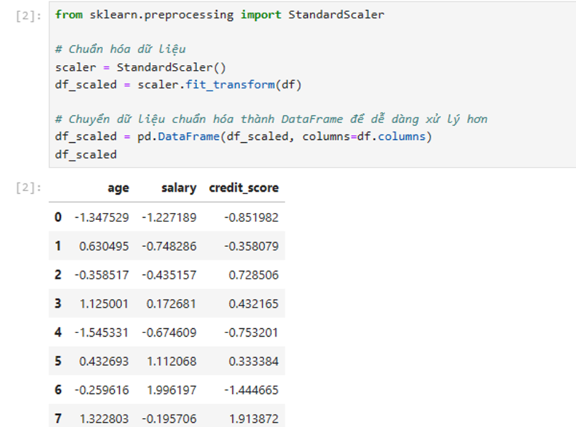 [2]: from sklearn.preprocessing import StandardScaler
# Chuẩn hóa dữ liệu
scaler = StandardScaler()
df_scaled = scaler.fit_transform(df)
# Chuyển dữ liệu chuẩn hóa thành DataFrame để dễ dàng xử lý hơn
df_scaled = pd.DataFrame(df_scaled, columns=df.columns)
df_scaled
[2]: age salary credit_score
0 -1.347529 -1.227189 -0.851982
1 0.630495 -0.748286 -0.358079
2 -0.358517 -0.435157 0.728506
3 1.125001 0.172681 0.432165
4 -1.545331 -0.674609 -0.753201
5 0.432693 1.112068 0.333384
6 -0.259616 1.996197 -1.444665
7 1.322803 -0.195706 1.913872